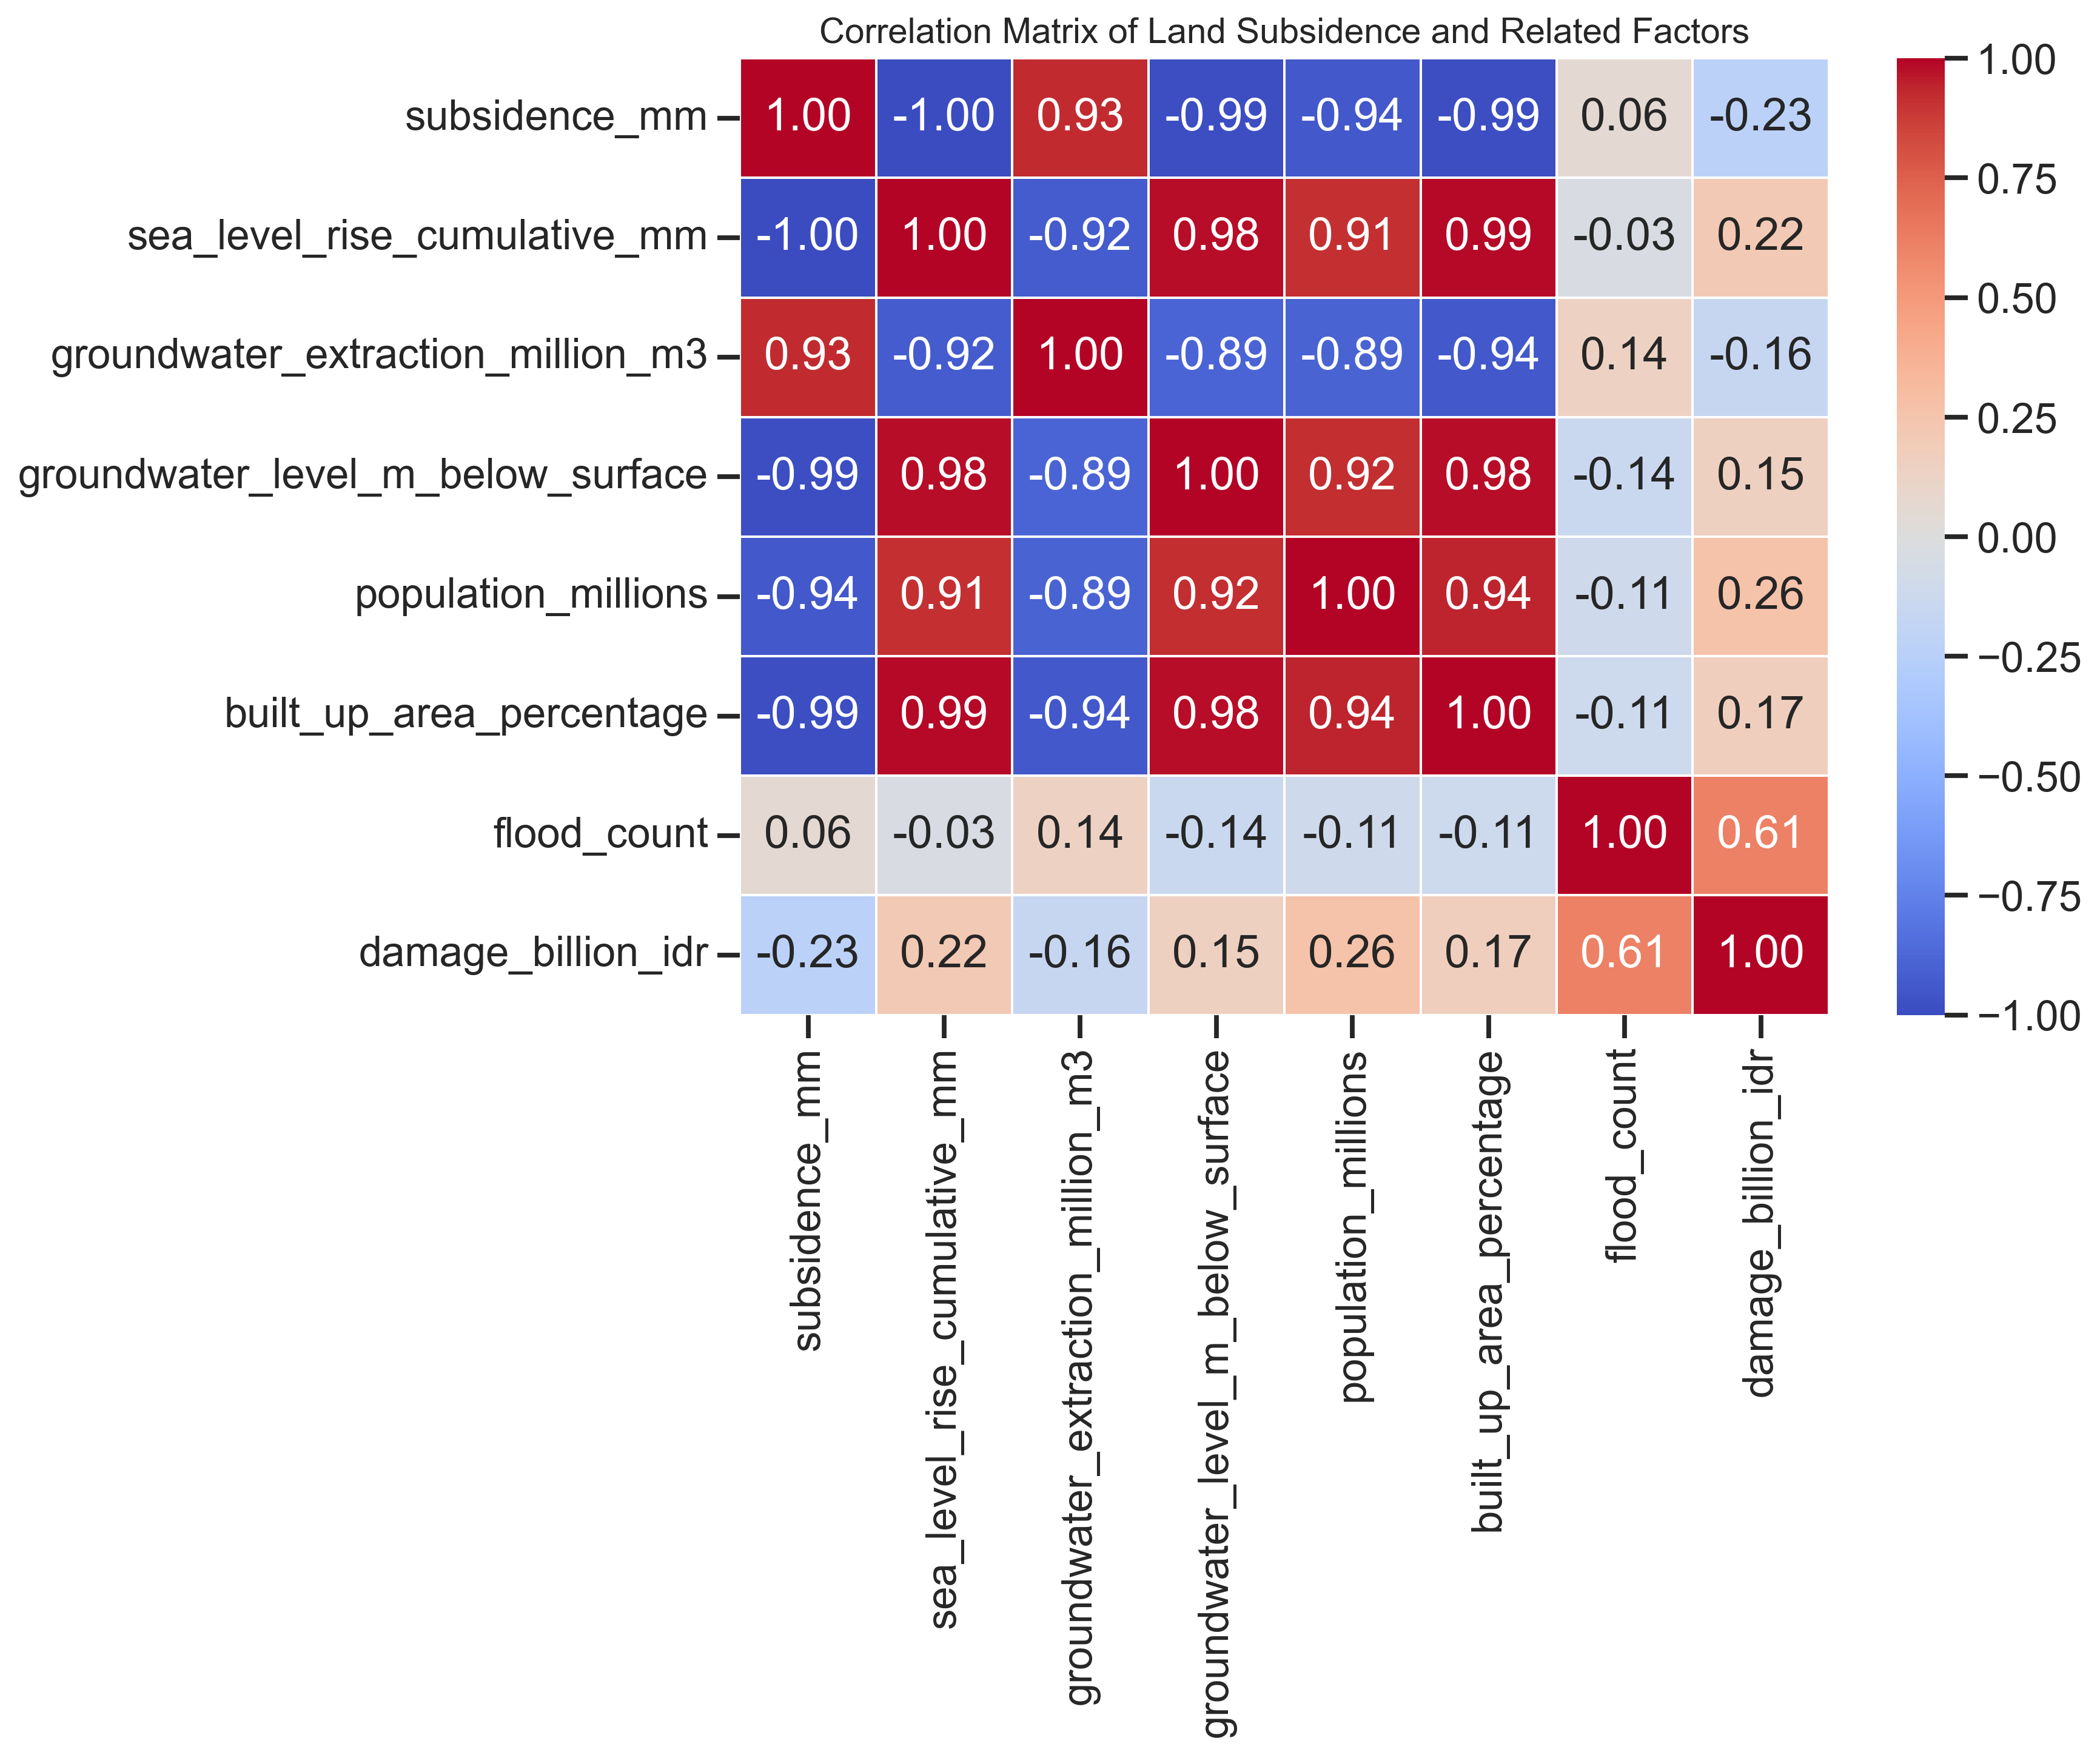 Correlation Matrix of Land Subsidence and Related Factors
subsidence_mm 1.00 -1.00 0.93 -0.99 -0.94 -0.99 0.06 -0.23
sea_level_rise_cumulative_mm -1.00 1.00 -0.92 0.98 0.91 0.99 -0.03 0.22
groundwater_extraction_million_m3 0.93 -0.92 1.00 -0.89 -0.89 -0.94 0.14 -0.16
groundwater_level_m_below_surface -0.99 0.98 -0.89 1.00 0.92 0.98 -0.14 0.15
population_millions -0.94 0.91 -0.89 0.92 1.00 0.94 -0.11 0.26
built_up_area_percentage -0.99 0.99 -0.94 0.98 0.94 1.00 -0.11 0.17
flood_count 0.06 -0.03 0.14 -0.14 -0.11 -0.11 1.00 0.61
damage_billion_idr -0.23 0.22 -0.16 0.15 0.26 0.17 0.61 1.00
subsidence_mm
sea_level_rise_cumulative_mm
groundwater_extraction_million_m3
groundwater_level_m_below_surface
population_millions
built_up_area_percentage
flood_count
damage_billion_idr
1.00
0.75
0.50
0.25
0.00
−0.25
−0.50
−0.75
−1.00